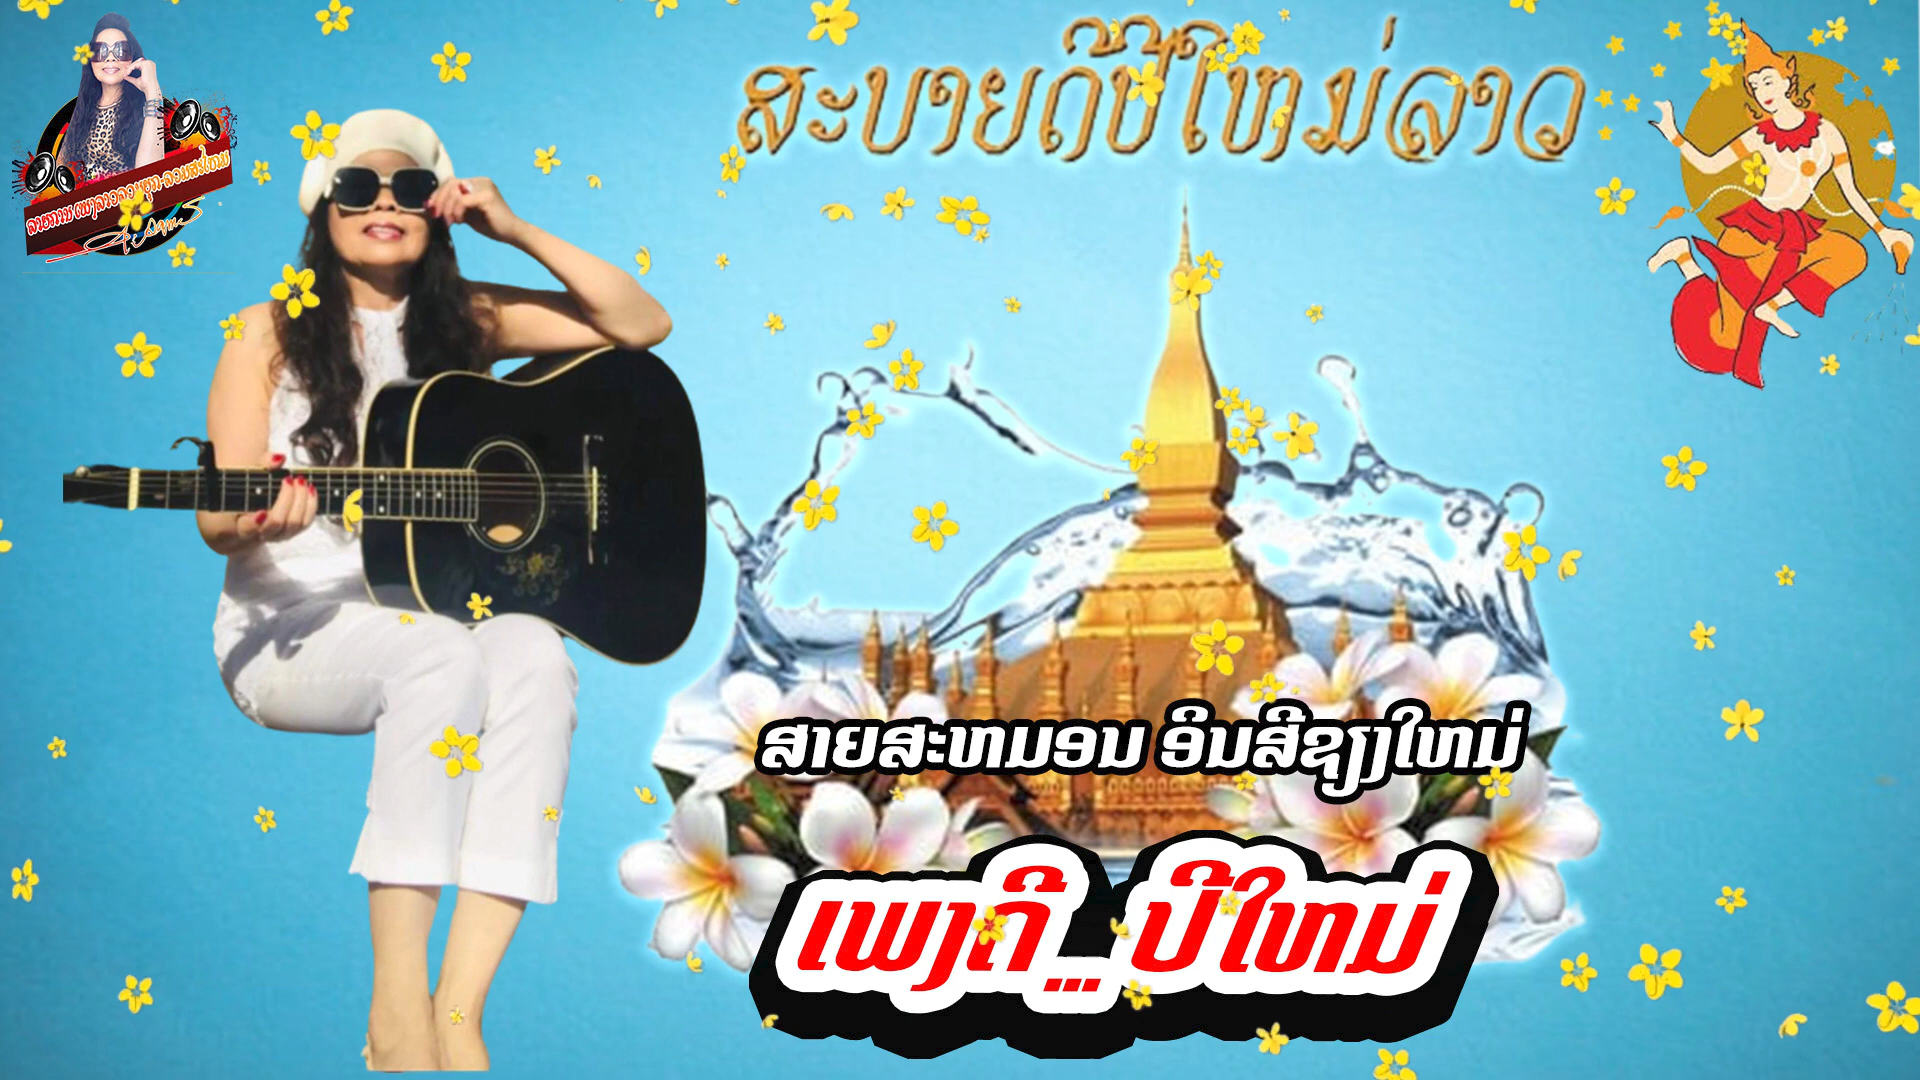 ສະບາຍດີປີໃຫມ່ລາວ
ສາຍສະຫມອນ ອິນສີຊຽງໃຫມ່
ເພງດີ... ປີໃຫມ່